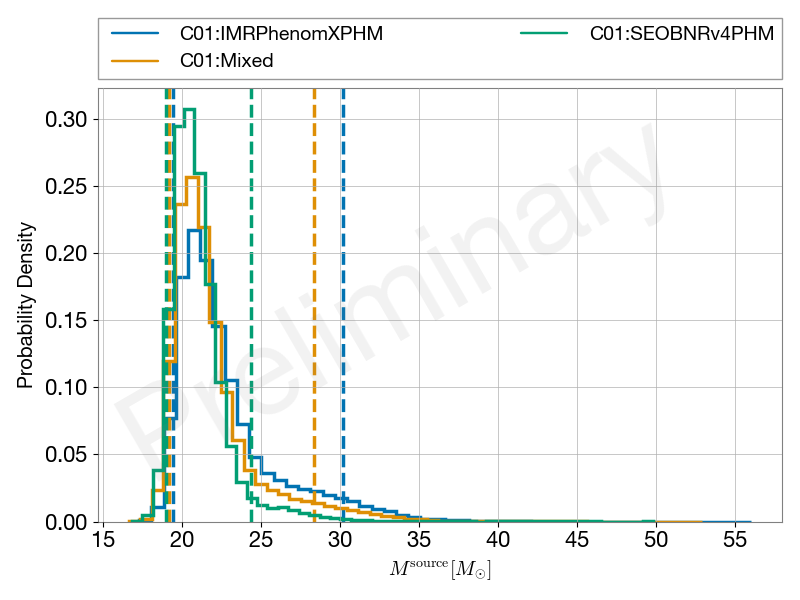 C01:IMRPhenomXPHM
C01:SEOBNRv4PHM
C01:Mixed
0.30
0.25
0.20
0.15
0.10
0.05
0.00
Probability Density
Preliminary
15 20 25 30 35 40 45 50 55
M^source[M_⊙]